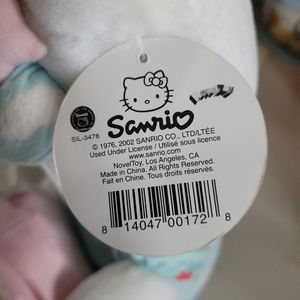 Sanrio
SIL-3478
© 1976, 2002 SANRIO CO., LTD/LTÉE
Used Under License / Utilisé sous licence
www.sanrio.com
NovelToy, Los Angeles, CA
Made in China. All Rights Reserved.
Fait en Chine. Tous droits réservés.
8 14047 00172 8